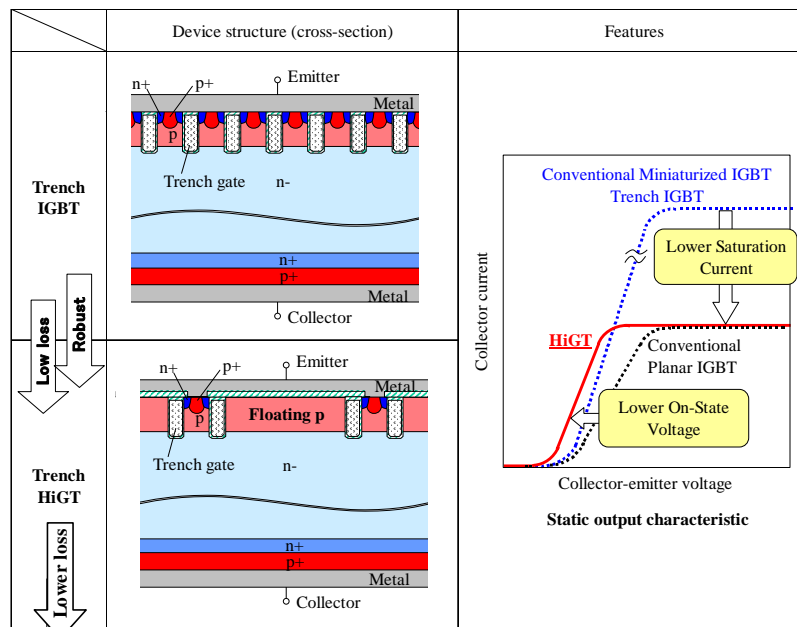 Device structure (cross-section)
Features
Trench
IGBT
Emitter
n+
p+
Metal
p
Trench gate
n-
n+
p+
Metal
Collector
Low loss
Robust
Trench
HiGT
Lower loss
Emitter
n+
p+
Metal
p
Floating p
Trench gate
n-
n+
p+
Metal
Collector
Conventional Miniaturized IGBT
Trench IGBT
Lower Saturation
Current
HiGT
Conventional
Planar IGBT
Lower On-State
Voltage
Collector current
Collector-emitter voltage
Static output characteristic